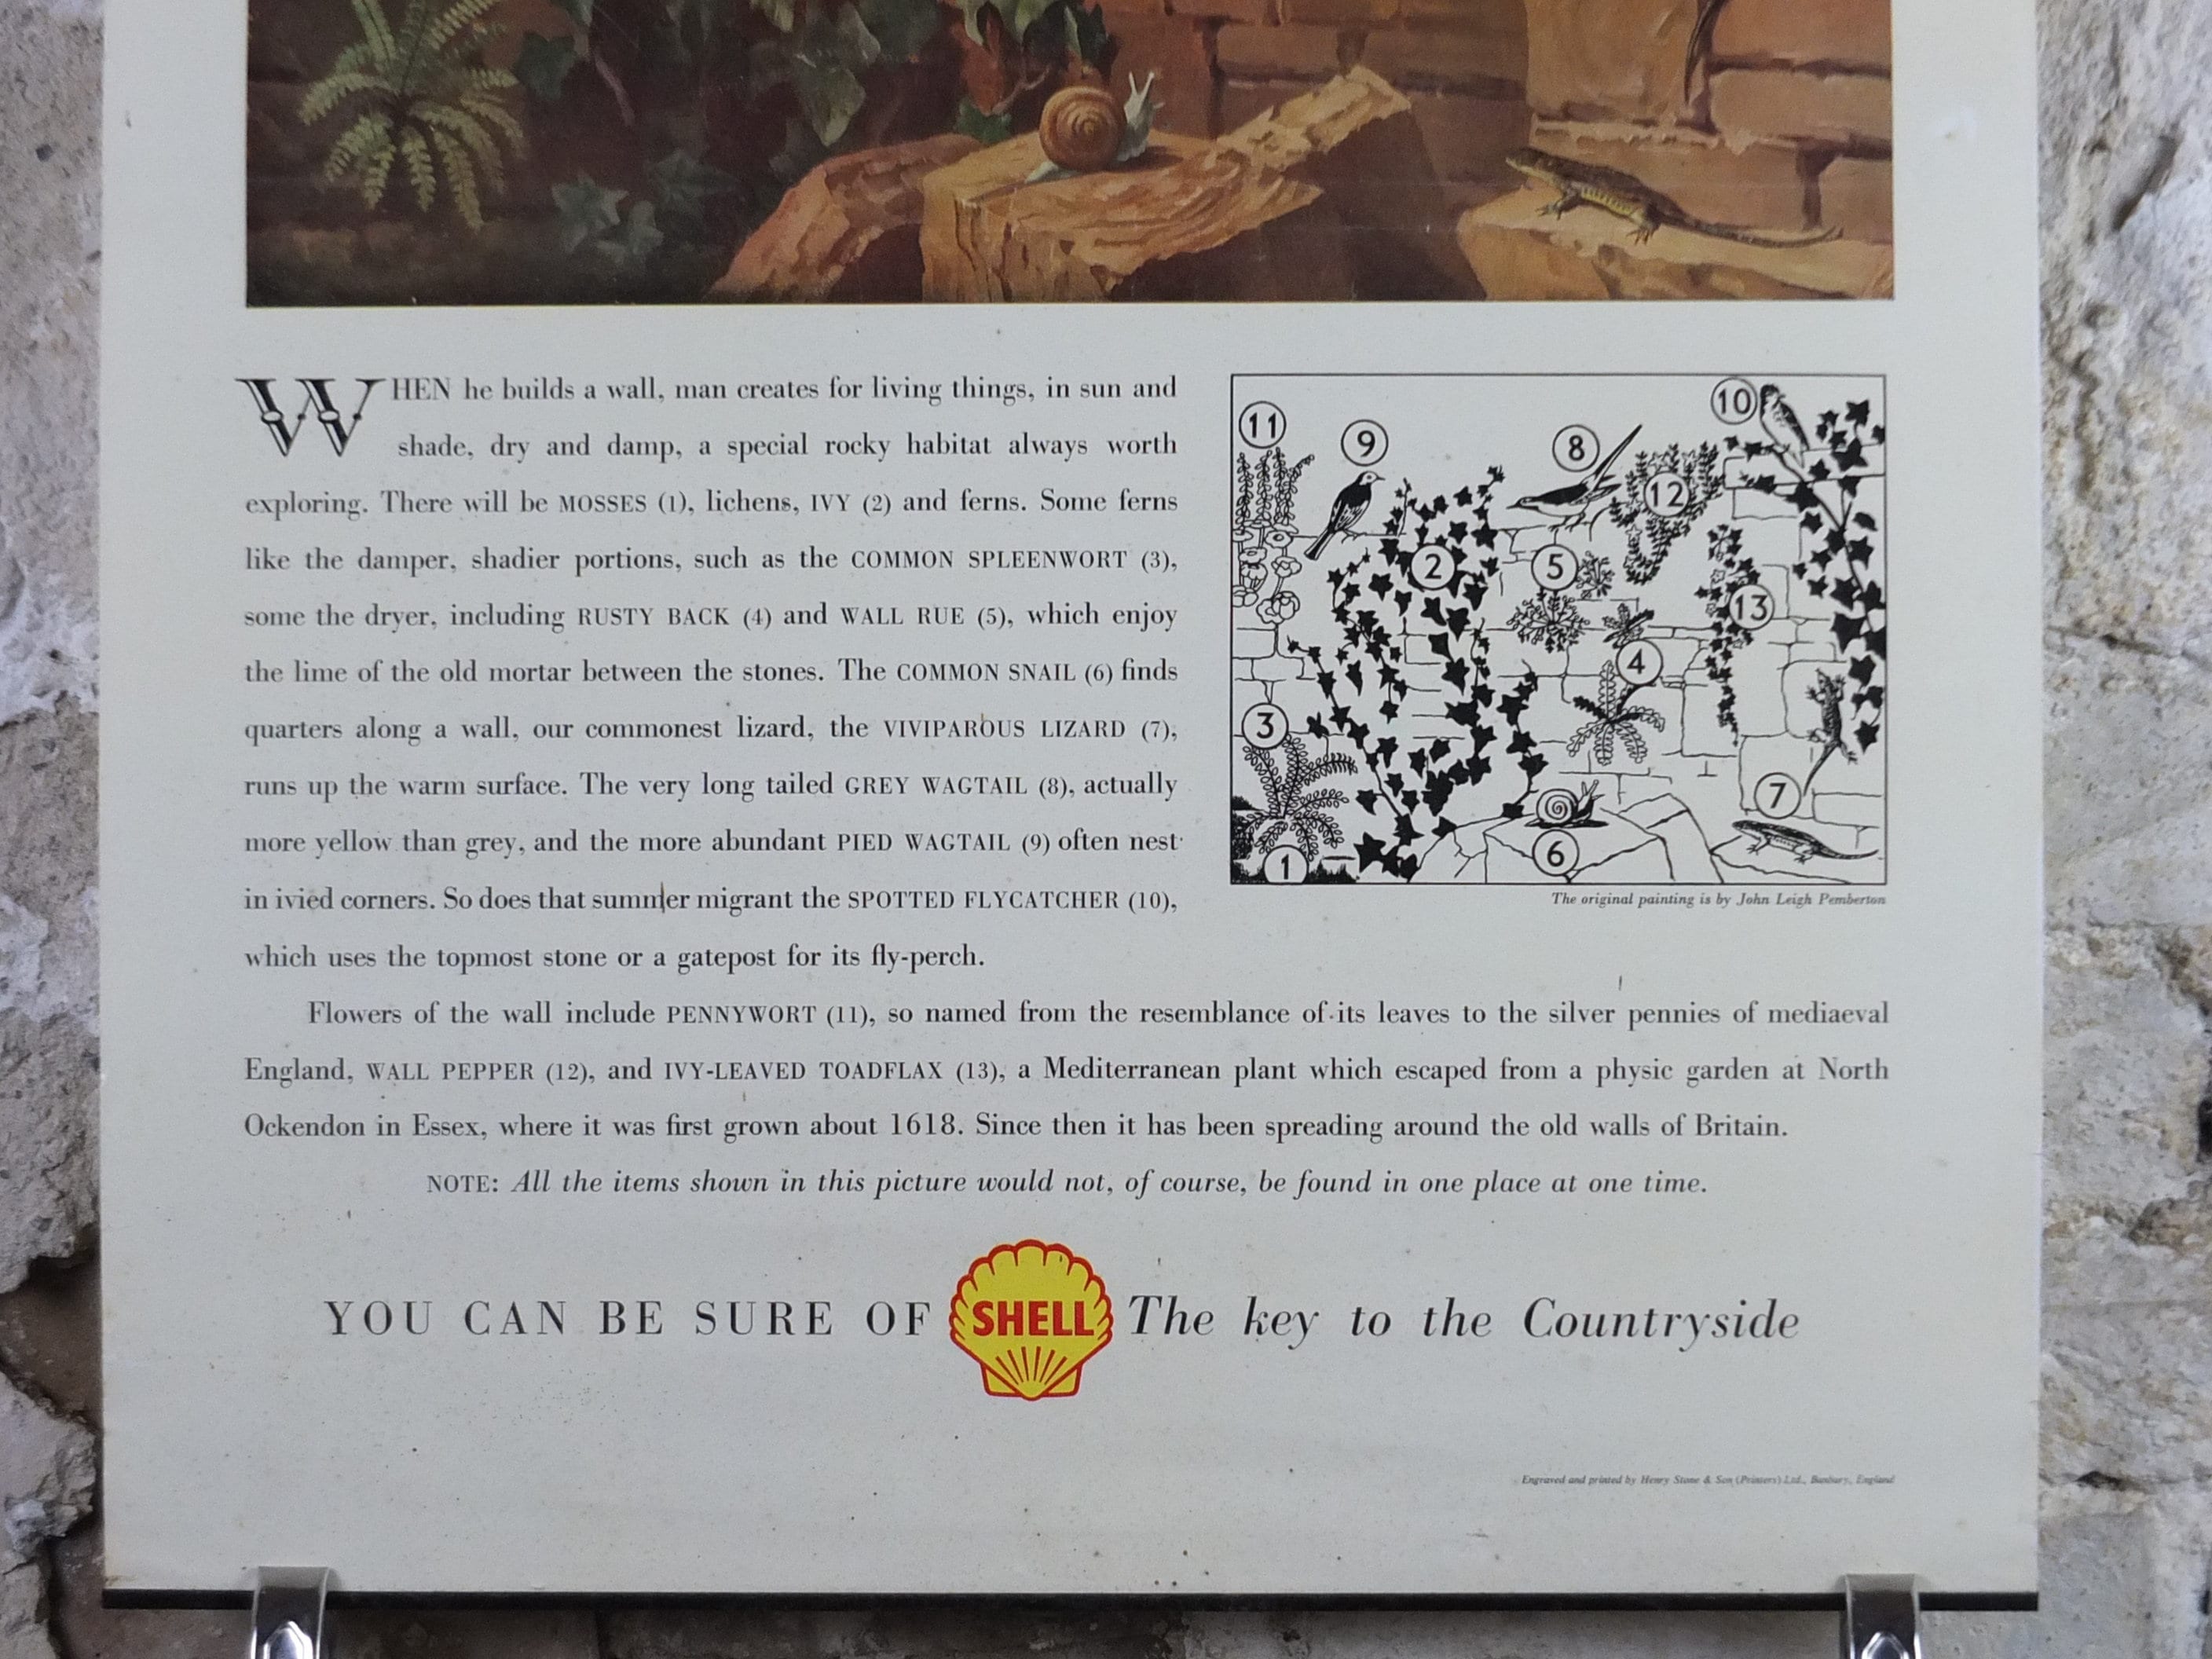 WHEN he builds a wall, man creates for living things, in sun and
shade, dry and damp, a special rocky habitat always worth
exploring. There will be MOSSES (1), lichens, IVY (2) and ferns. Some ferns
like the damper, shadier portions, such as the COMMON SPLEENWORT (3),
some the dryer, including RUSTY BACK (4) and WALL RUE (5), which enjoy
the lime of the old mortar between the stones. The COMMON SNAIL (6) finds
quarters along a wall, our commonest lizard, the VIVIPAROUS LIZARD (7),
runs up the warm surface. The very long tailed GREY WAGTAIL (8), actually
more yellow than grey, and the more abundant PIED WAGTAIL (9) often nest
in ivied corners. So does that summer migrant the SPOTTED FLYCATCHER (10),
which uses the topmost stone or a gatepost for its fly-perch.
10
11
9
8
12
2
5
13
4
3
7
6
1
The original painting is by John Leigh Pemberton
Flowers of the wall include PENNYWORT (11), so named from the resemblance of its leaves to the silver pennies of mediaeval
England, WALL PEPPER (12), and IVY-LEAVED TOADFLAX (13), a Mediterranean plant which escaped from a physic garden at North
Ockendon in Essex, where it was first grown about 1618. Since then it has been spreading around the old walls of Britain.
NOTE: All the items shown in this picture would not, of course, be found in one place at one time.
YOU CAN BE SURE OF SHELL The key to the Countryside
Engraved and printed by Henry Stone & Son (Printers) Ltd., Banbury, England